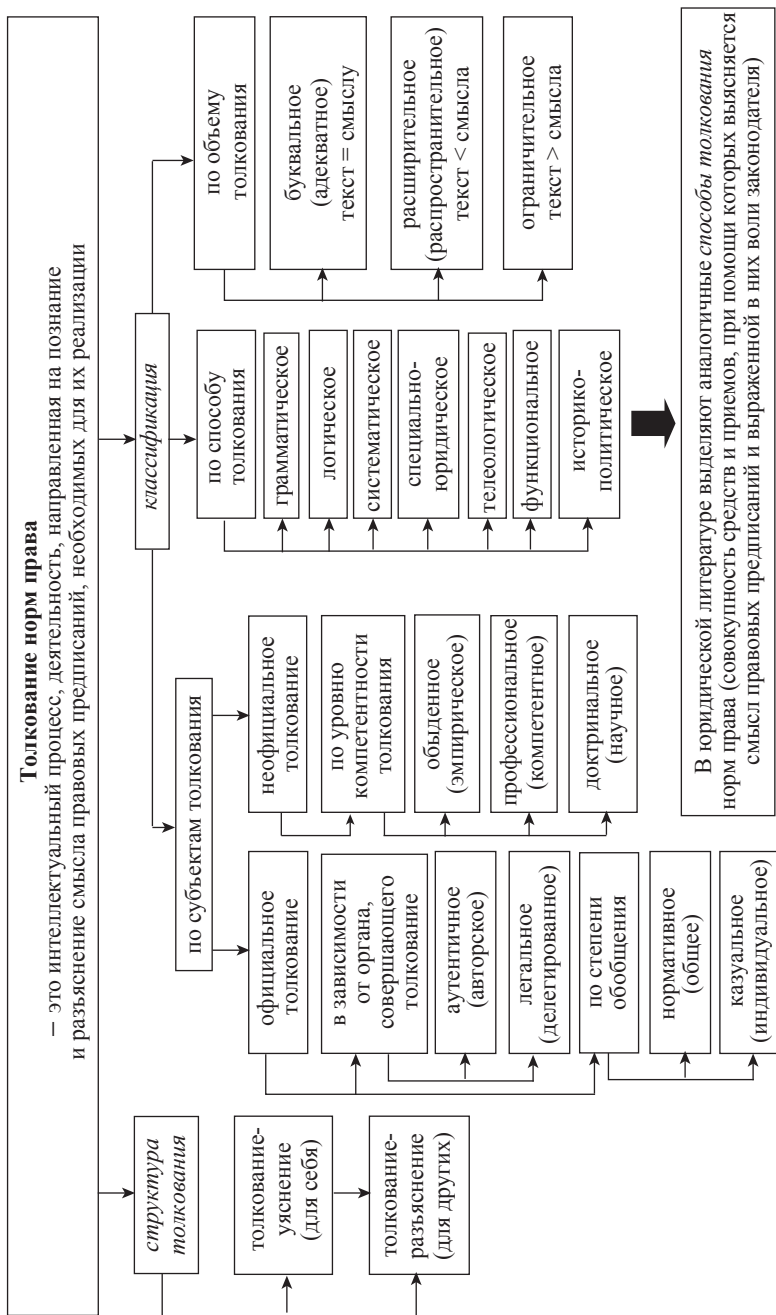 Толкование норм права
– это интеллектуальный процесс, деятельность, направленная на познание
и разъяснение смысла правовых предписаний, необходимых для их реализации
структура
толкования
толкование-
уяснение
(для себя)
толкование-
разъяснение
(для других)
классификация
по субъектам толкования
официальное
толкование
в зависимости
от органа,
совершающего
толкование
аутентичное
(авторское)
легальное
(делегированное)
по степени
обобщения
нормативное
(общее)
казуальное
(индивидуальное)
неофициальное
толкование
по уровню
компетентности
толкования
обыденное
(эмпирическое)
профессиональное
(компетентное)
доктринальное
(научное)
по способу
толкования
грамматическое
логическое
систематическое
специально-
юридическое
телеологическое
функциональное
историко-
политическое
по объему
толкования
буквальное
(адекватное)
текст = смыслу
расширительное
(распространительное)
текст < смысла
ограничительное
текст > смысла
В юридической литературе выделяют аналогичные способы толкования
норм права (совокупность средств и приемов, при помощи которых выясняется
смысл правовых предписаний и выраженной в них воли законодателя)